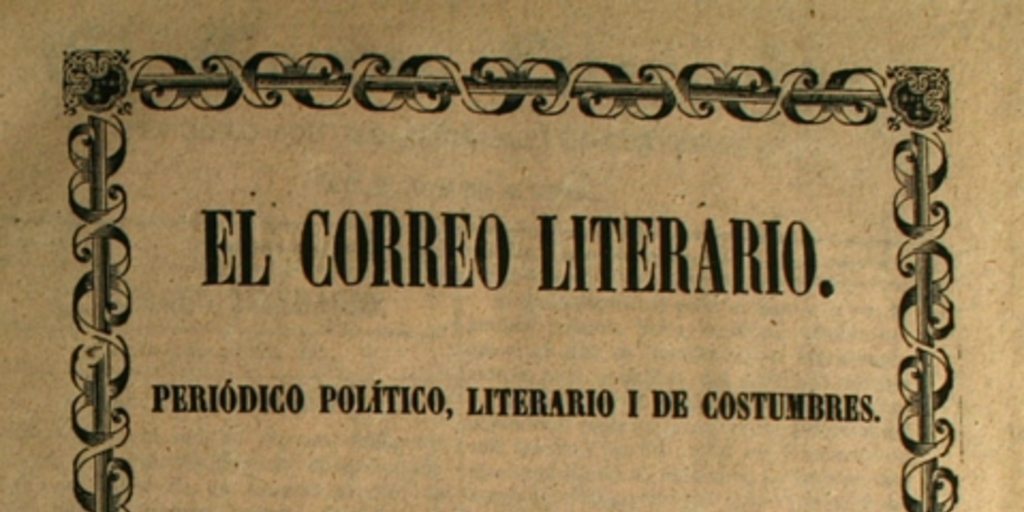 EL CORREO LITERARIO.
PERIÓDICO POLÍTICO, LITERARIO I DE COSTUMBRES.